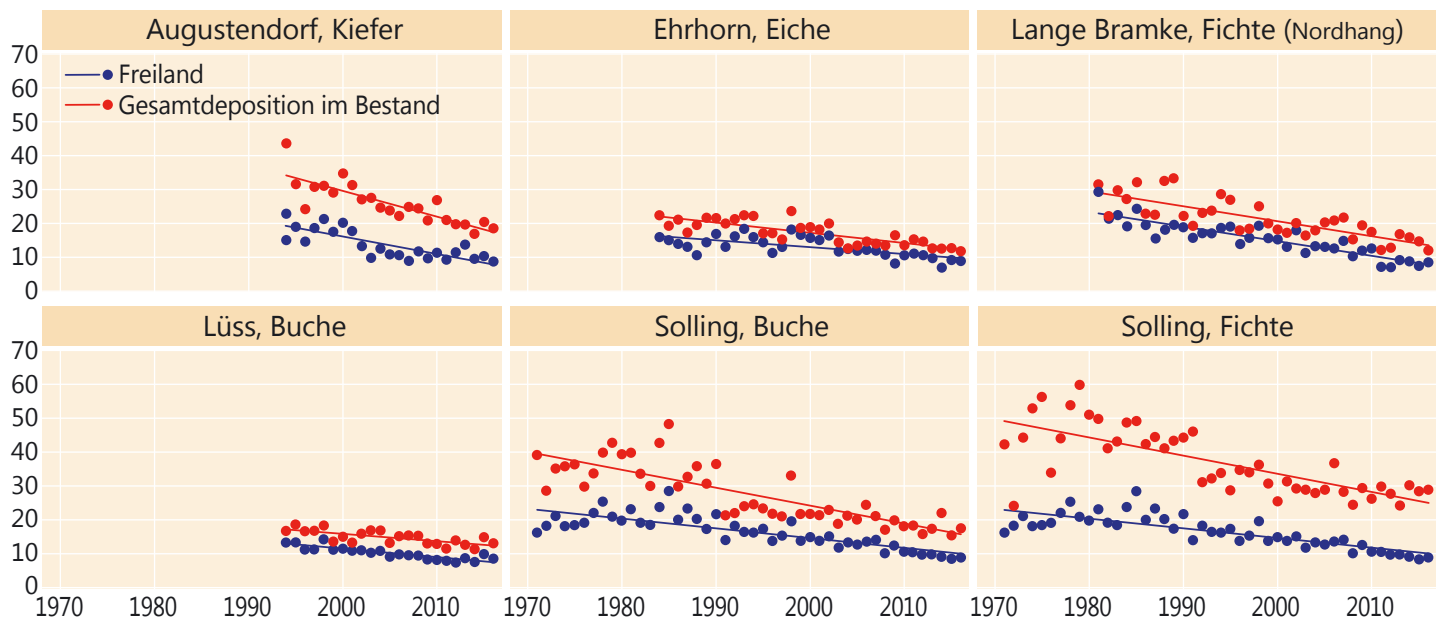 Augustendorf, Kiefer
Ehrhorn, Eiche
Lange Bramke, Fichte (Nordhang)
70
60
50
40
30
20
10
0
Freiland
Gesamtdeposition im Bestand
Lüss, Buche
Solling, Buche
Solling, Fichte
70
60
50
40
30
20
10
0
1970 1980 1990 2000 2010
1970 1980 1990 2000 2010
1970 1980 1990 2000 2010